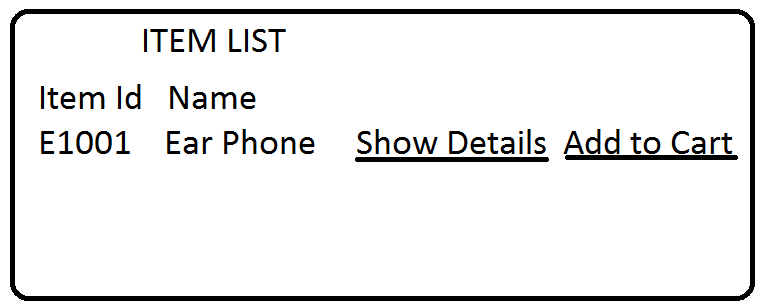 ITEM LIST
Item Id Name
E1001 Ear Phone Show Details Add to Cart